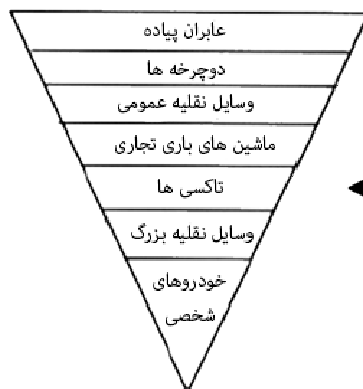 عابران پیاده
دوچرخه ها
وسایل نقلیه عمومی
ماشین های باری تجاری
تاکسی ها
وسایل نقلیه بزرگ
خودروهای
شخصی